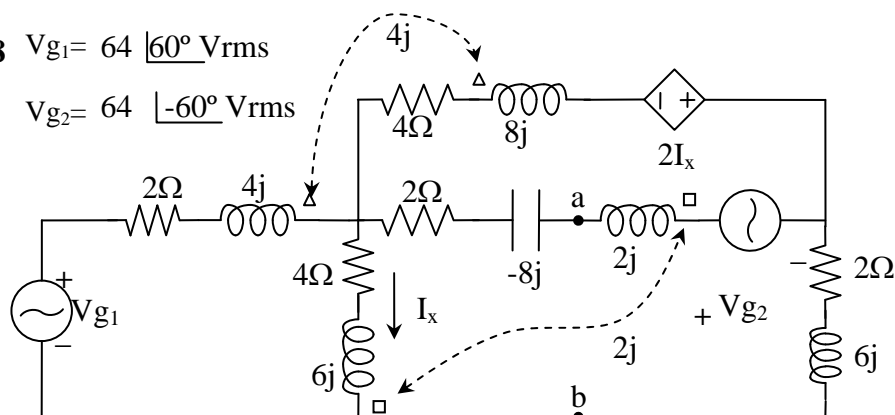 3 Vg1= 64 |60º Vrms
Vg2= 64 |-60º Vrms
4j
4Ω
8j
− +
2Ix
2Ω
4j
2Ω
a
-8j
2j
4Ω
+
Vg1
−
Ix
−
2Ω
+ Vg2
2j
6j
6j
b